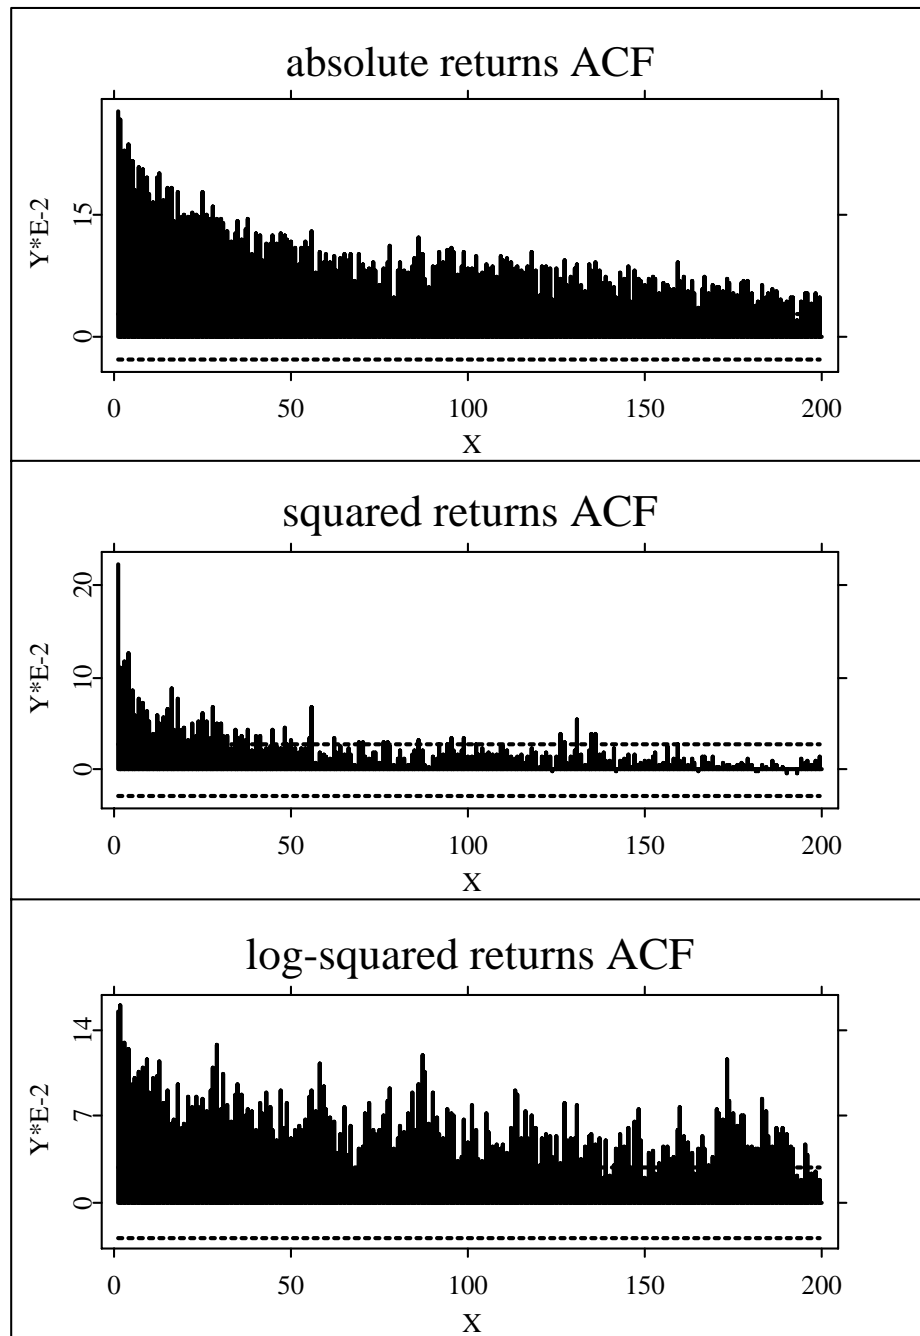 absolute returns ACF
Y*E-2
15
0
0 50 100 150 200
X
squared returns ACF
Y*E-2
20
10
0
0 50 100 150 200
X
log-squared returns ACF
Y*E-2
14
7
0
0 50 100 150 200
X